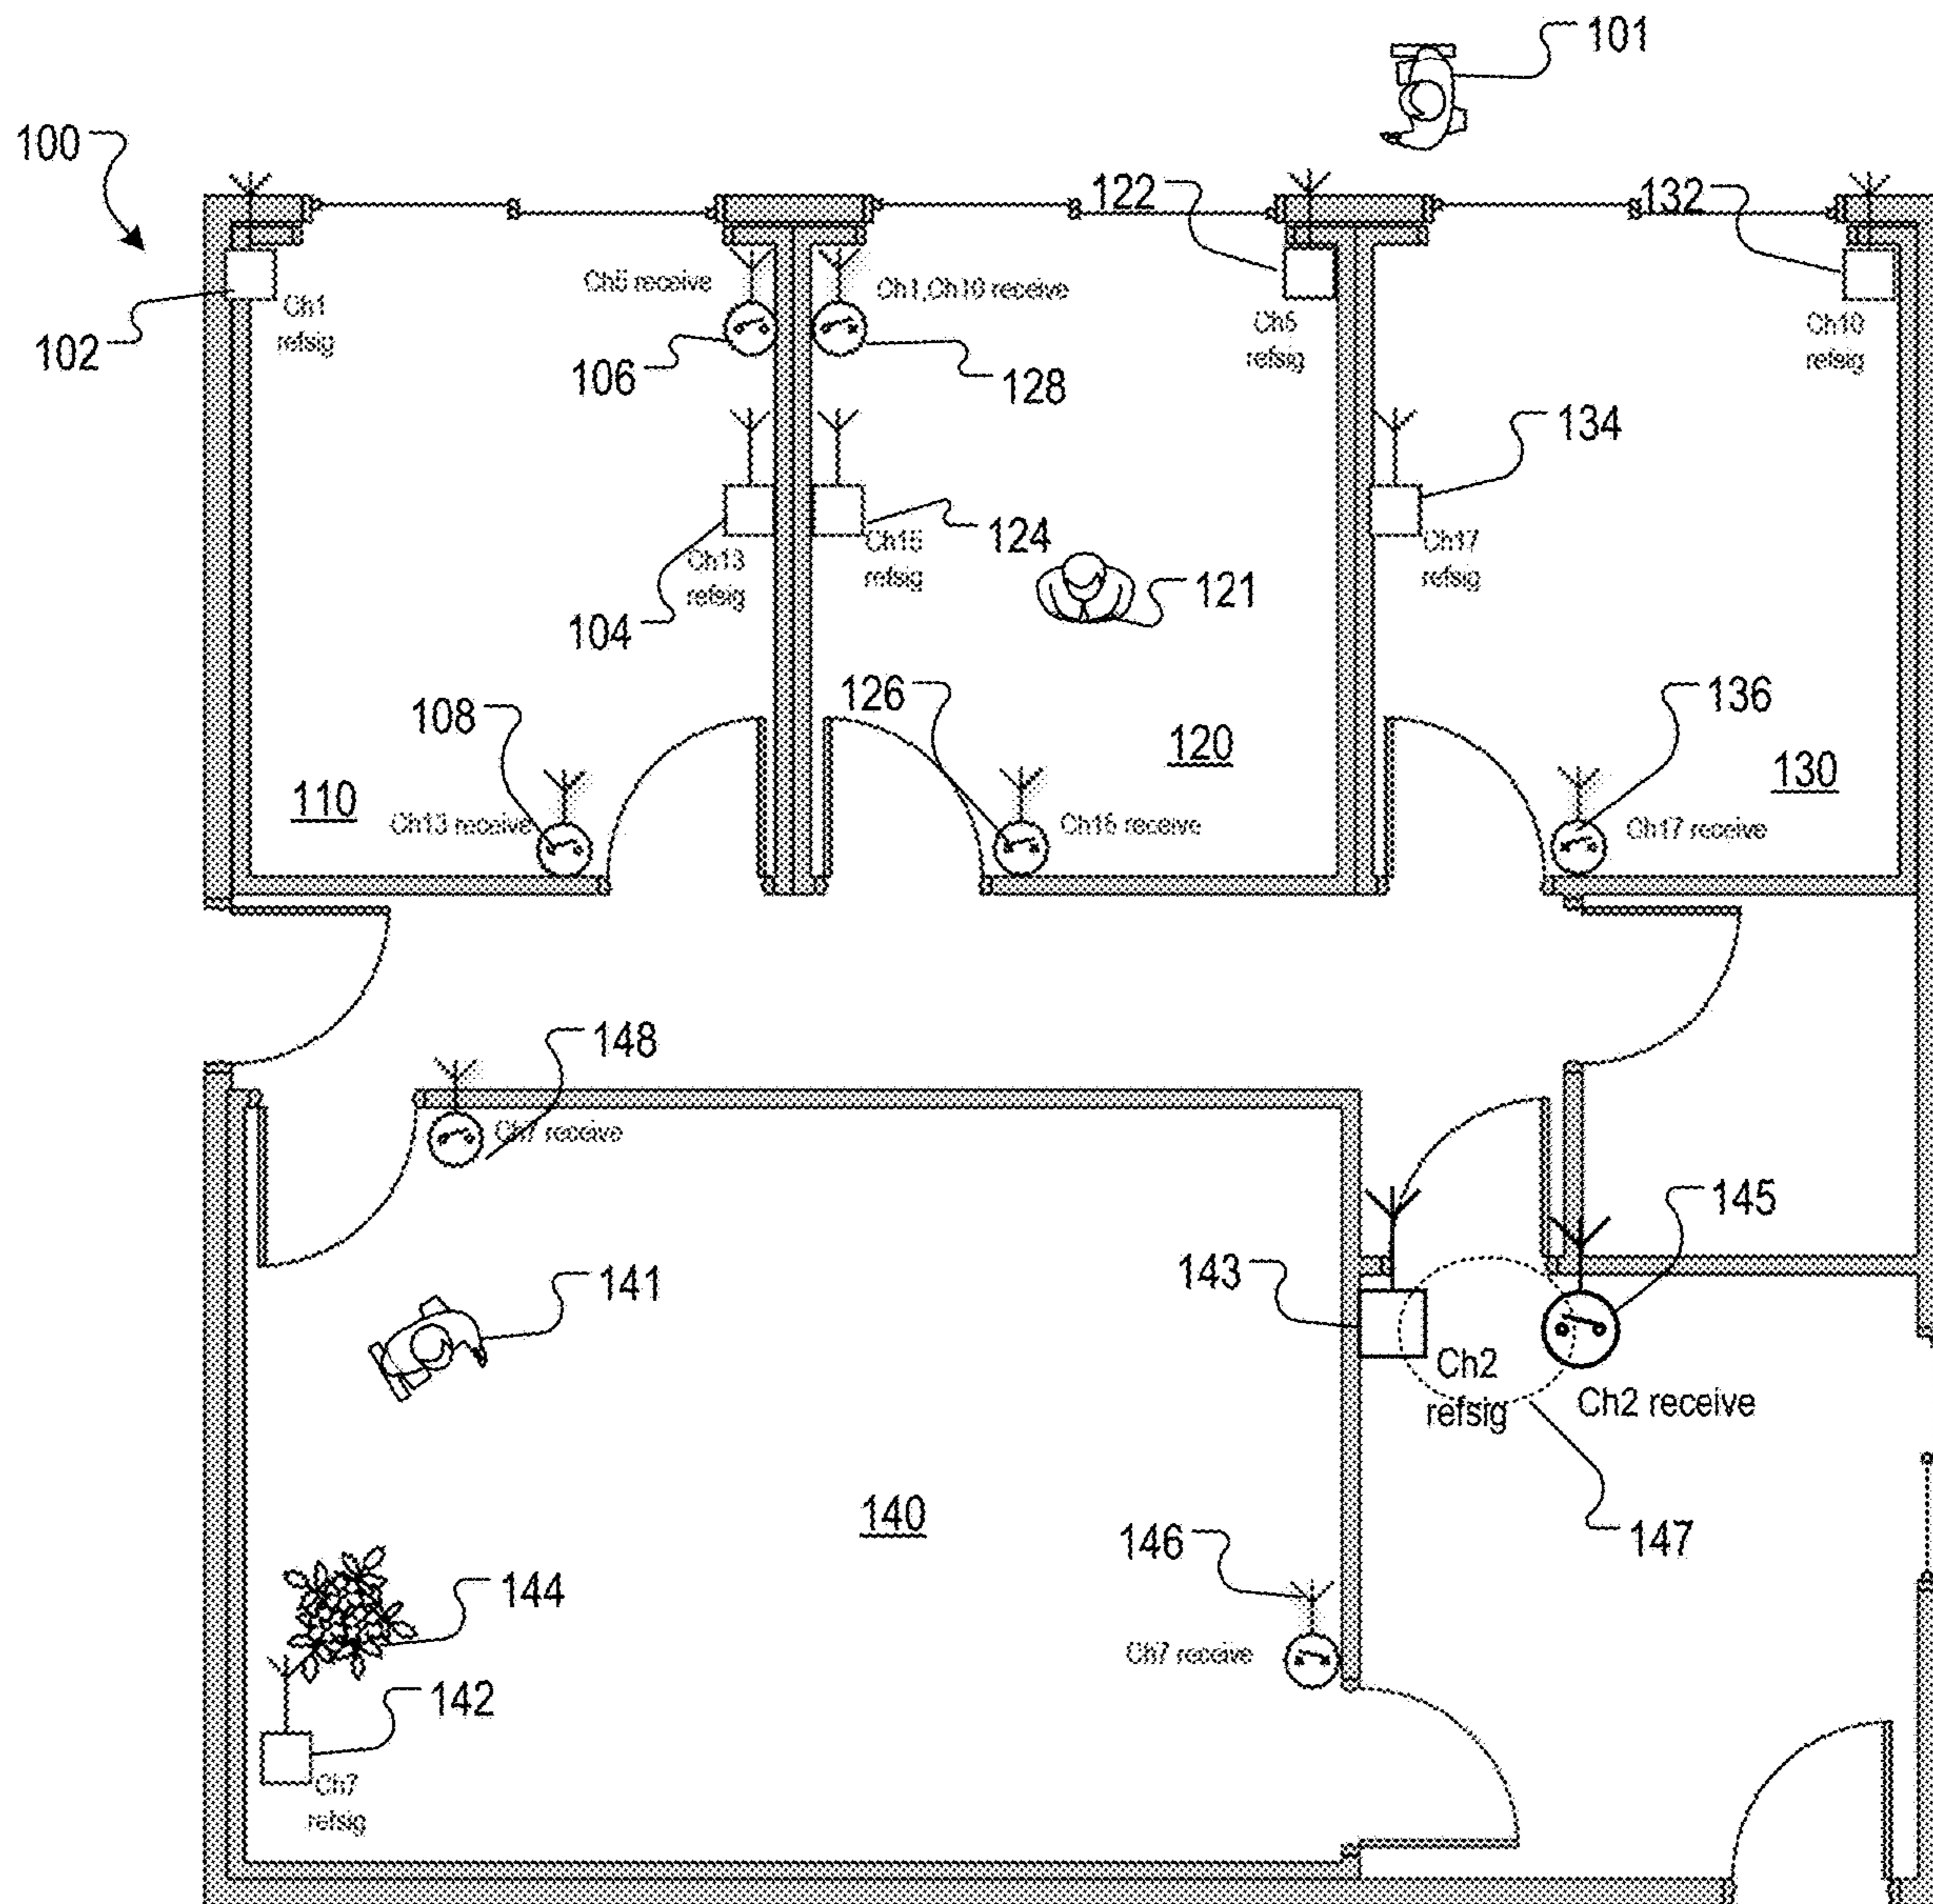 101
100
122
132
Ch5 receive
Ch1,Ch10 receive
Ch1
refsig
102
Ch5
refsig
Ch10
refsig
106
128
134
124
Ch13
refsig
Ch15
refsig
Ch17
refsig
121
104
126
136
108
120
130
110
Ch13 receive
Ch15 receive
Ch17 receive
148
Ch7 receive
145
143
141
Ch2
refsig
Ch2 receive
140
146
147
144
Ch7 receive
142
Ch7
refsig